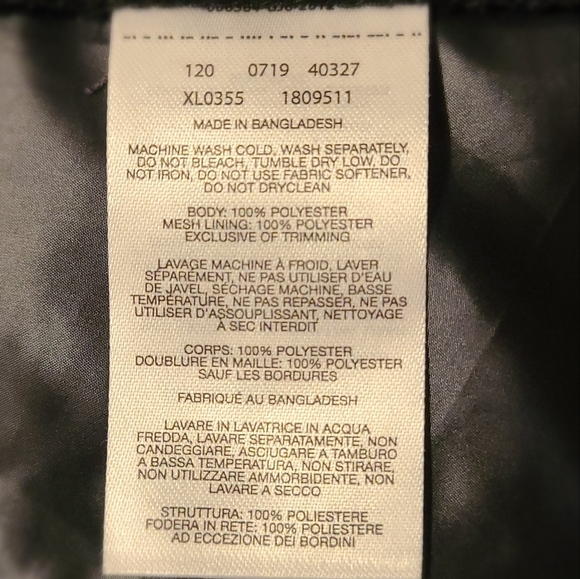 120 0719 40327
XL0355 1809511
MADE IN BANGLADESH
MACHINE WASH COLD, WASH SEPARATELY,
DO NOT BLEACH, TUMBLE DRY LOW, DO
NOT IRON, DO NOT USE FABRIC SOFTENER,
DO NOT DRYCLEAN
BODY: 100% POLYESTER
MESH LINING: 100% POLYESTER
EXCLUSIVE OF TRIMMING
LAVAGE MACHINE À FROID, LAVER
SÉPARÉMENT, NE PAS UTILISER D'EAU
DE JAVEL, SÉCHAGE MACHINE, BASSE
TEMPÉRATURE, NE PAS REPASSER, NE PAS
UTILISER D'ASSOUPLISSANT, NETTOYAGE
À SEC INTERDIT
CORPS: 100% POLYESTER
DOUBLURE EN MAILLE: 100% POLYESTER
SAUF LES BORDURES
FABRIQUÉ AU BANGLADESH
LAVARE IN LAVATRICE IN ACQUA
FREDDA, LAVARE SEPARATAMENTE, NON
CANDEGGIARE, ASCIUGARE A TAMBURO
A BASSA TEMPERATURA, NON STIRARE,
NON UTILIZZARE AMMORBIDENTE, NON
LAVARE A SECCO
STRUTTURA: 100% POLIESTERE
FODERA IN RETE: 100% POLIESTERE
AD ECCEZIONE DEI BORDINI